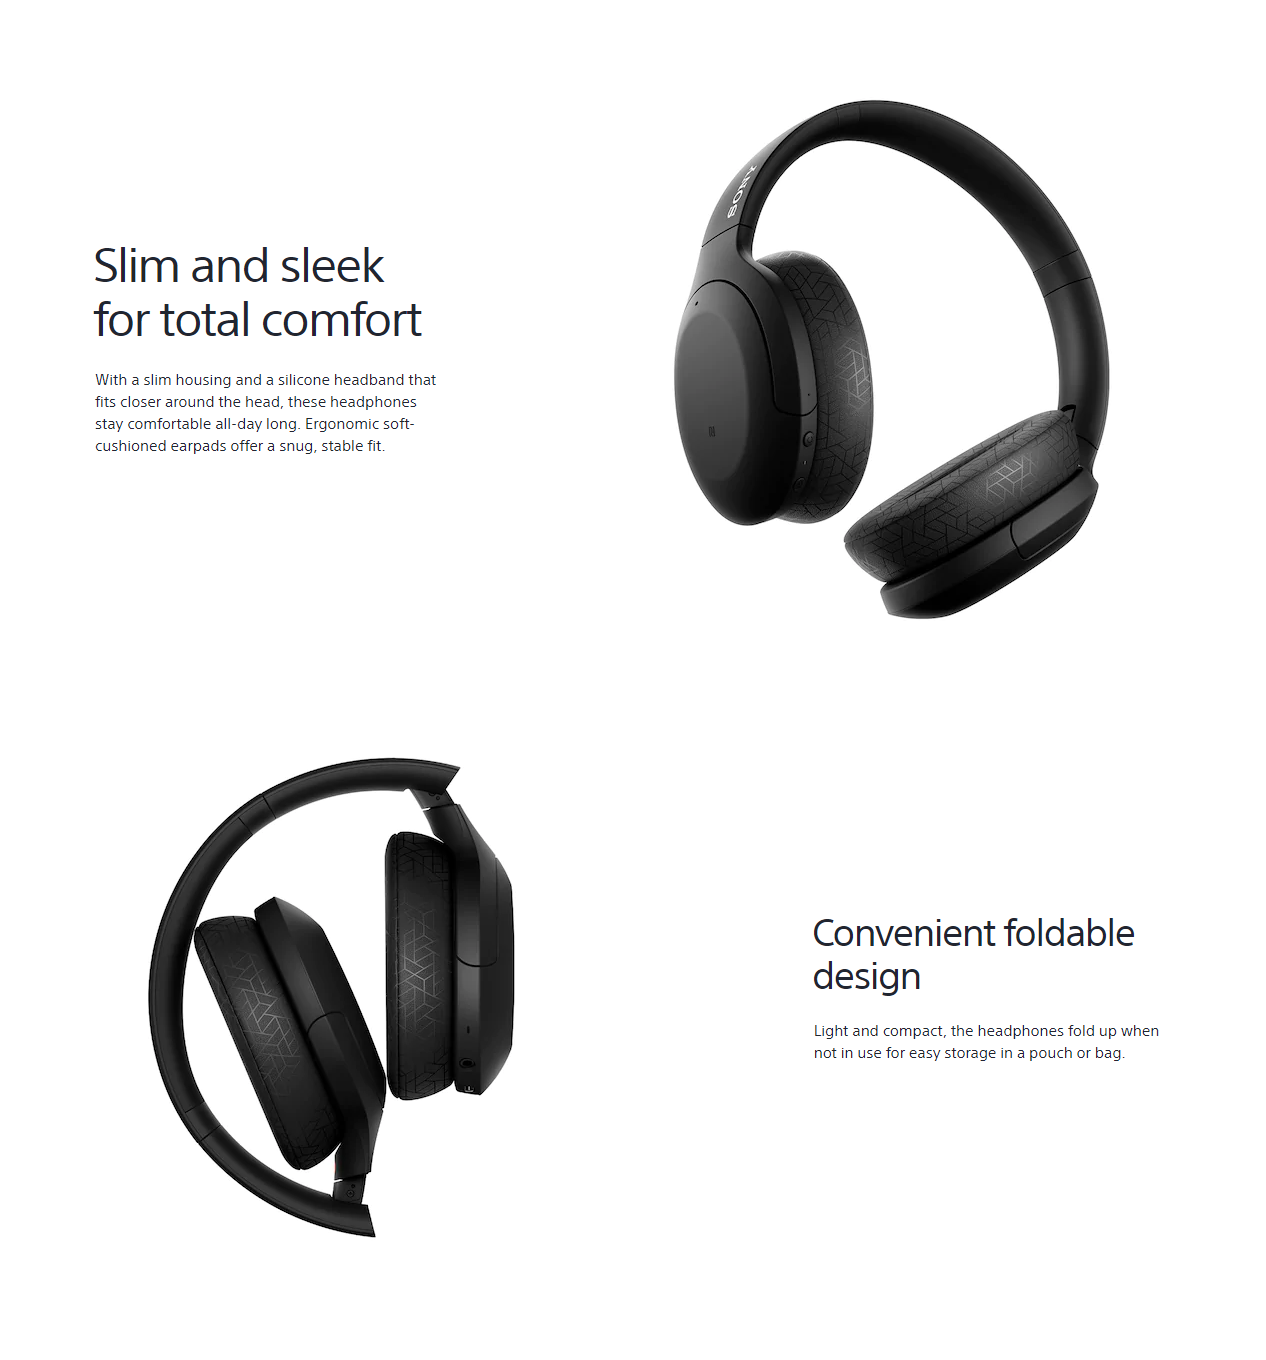 SONY
Slim and sleek
for total comfort
With a slim housing and a silicone headband that
fits closer around the head, these headphones
stay comfortable all-day long. Ergonomic soft-
cushioned earpads offer a snug, stable fit.
Convenient foldable
design
Light and compact, the headphones fold up when
not in use for easy storage in a pouch or bag.